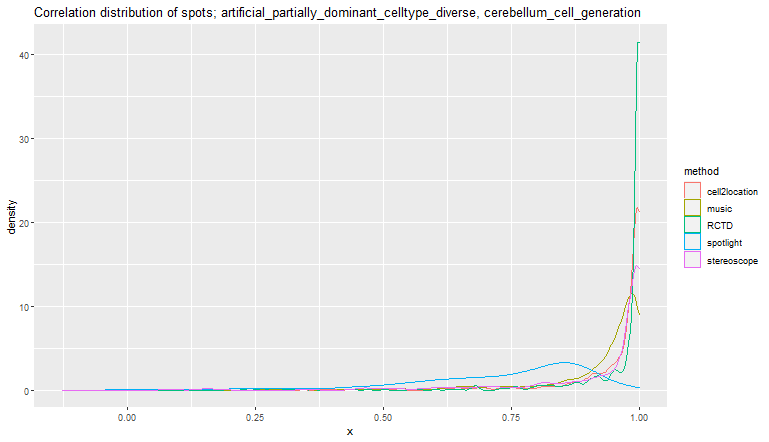 Correlation distribution of spots; artificial_partially_dominant_celltype_diverse, cerebellum_cell_generation
40
30
20
10
0
density
0.00 0.25 0.50 0.75 1.00
x
method
cell2location
music
RCTD
spotlight
stereoscope